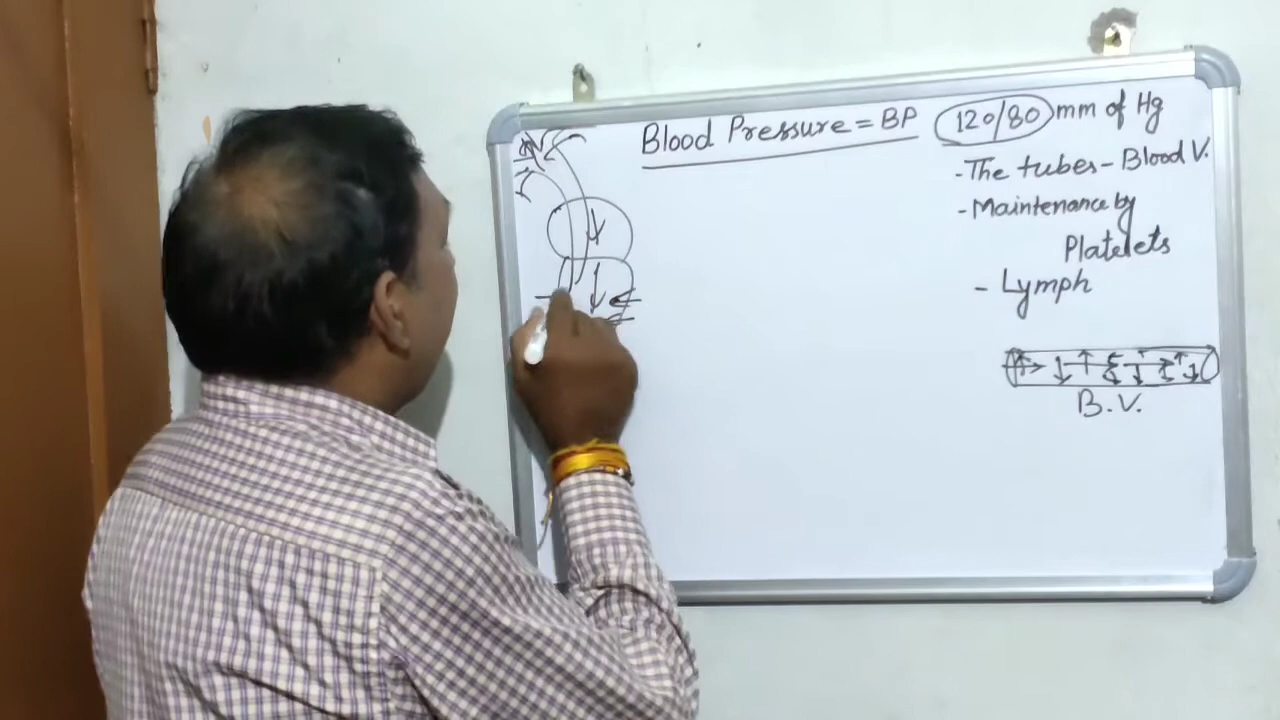 Blood Pressure = BP 120/80 mm of Hg
- The tubes - Blood V.
- Maintenance by
Platelets
- Lymph
B.V.